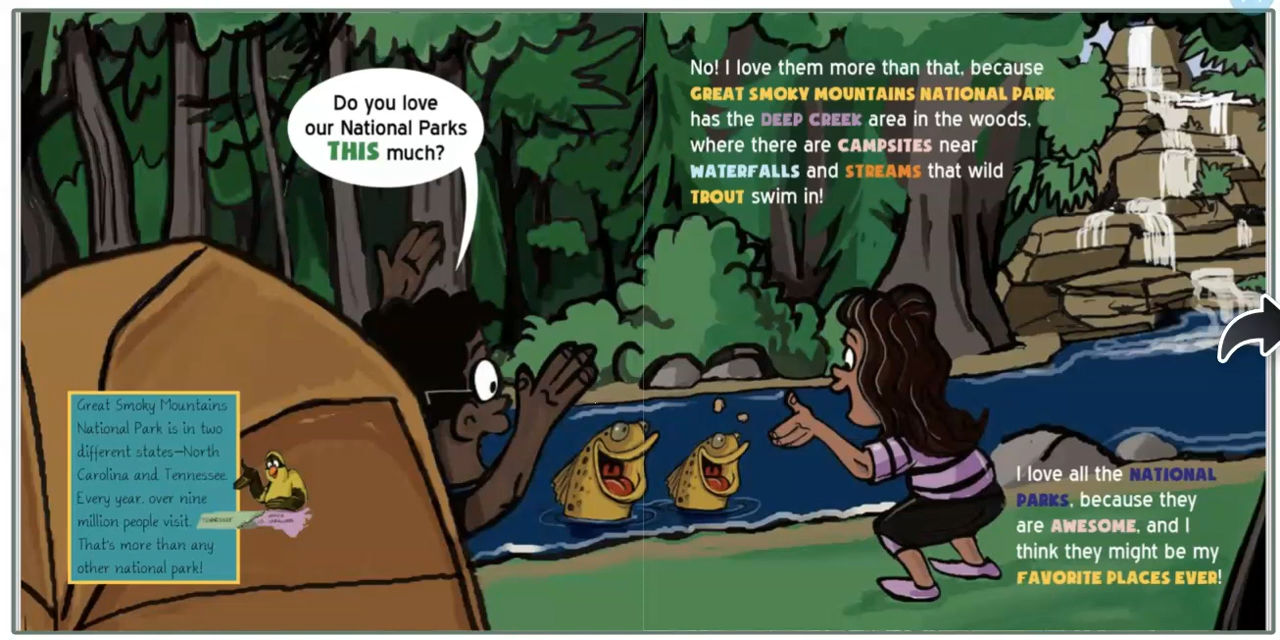 Do you love
our National Parks
THIS much?
No! I love them more than that, because
GREAT SMOKY MOUNTAINS NATIONAL PARK
has the DEEP CREEK area in the woods,
where there are CAMPSITES near
WATERFALLS and STREAMS that wild
TROUT swim in!
Great Smoky Mountains
National Park is in two
different states—North
Carolina and Tennessee.
Every year, over nine
million people visit.
That's more than any
other national park!
TENNESSEE
I love all the NATIONAL
PARKS, because they
are AWESOME, and I
think they might be my
FAVORITE PLACES EVER!